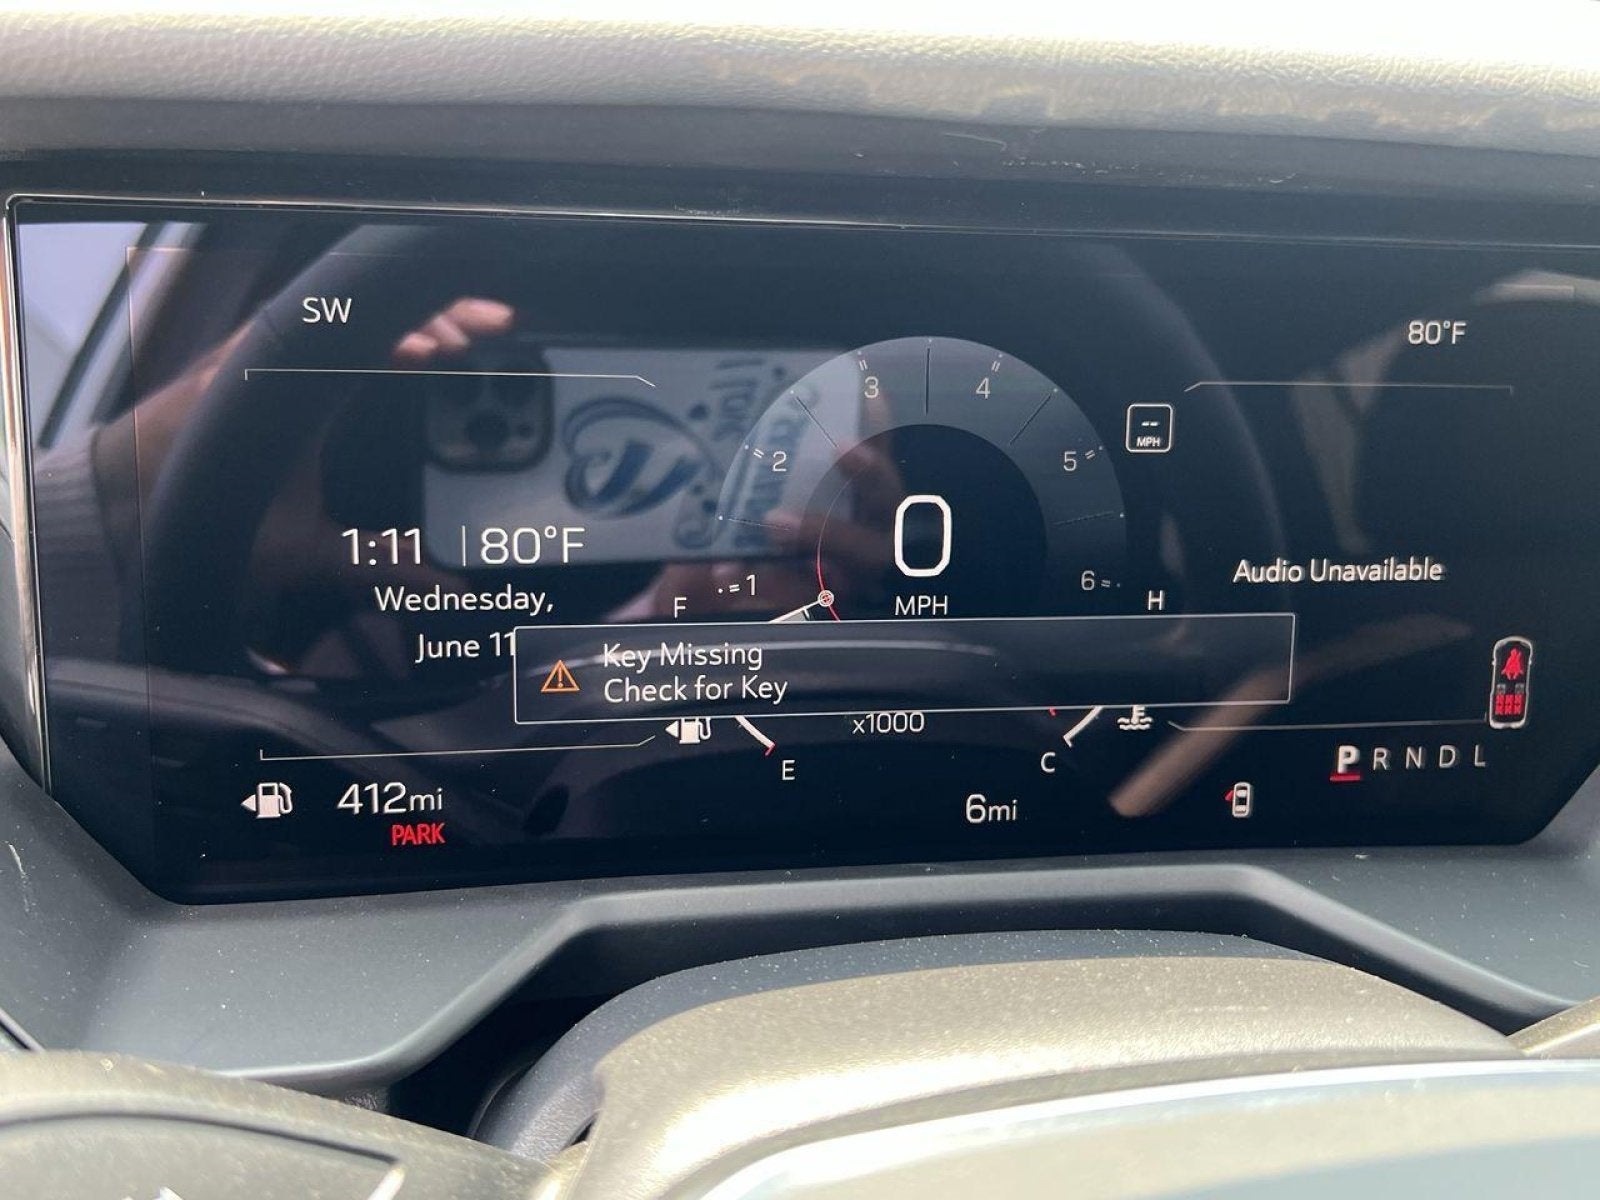 SW
80°F
3
4
2
5
--
MPH
1:11 | 80°F
Wednesday,
June 11
0
MPH
1
6
F
H
Audio Unavailable
Key Missing
Check for Key
x1000
E
C
P R N D L
412mi
PARK
6mi